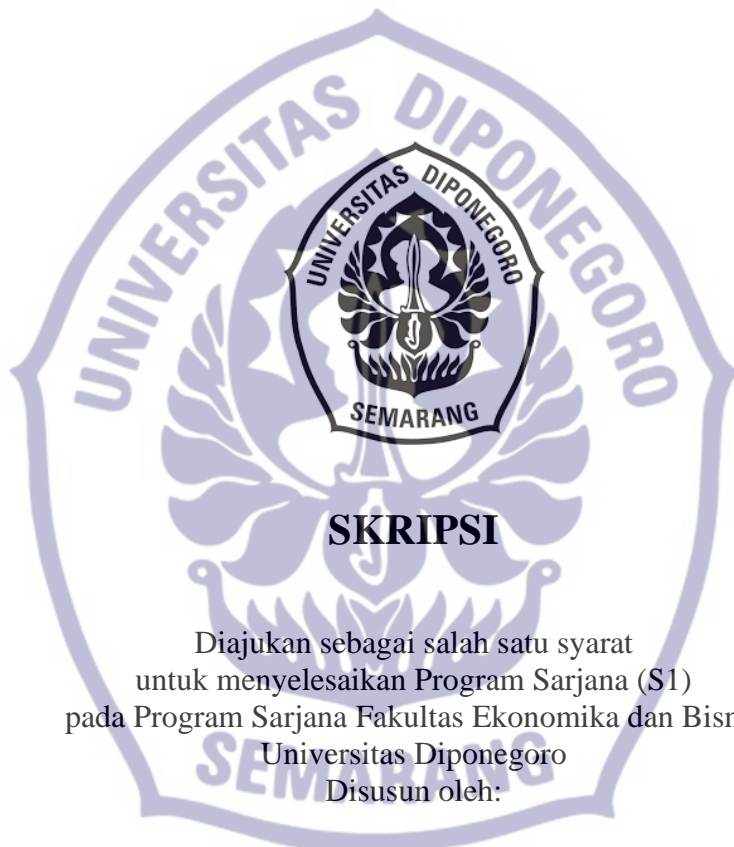 UNIVERSITAS DIPONEGORO
SEMARANG
UNIVERSITAS DIPONEGORO
SEMARANG
SKRIPSI
Diajukan sebagai salah satu syarat
untuk menyelesaikan Program Sarjana (S1)
pada Program Sarjana Fakultas Ekonomika dan Bisn
Universitas Diponegoro
Disusun oleh: